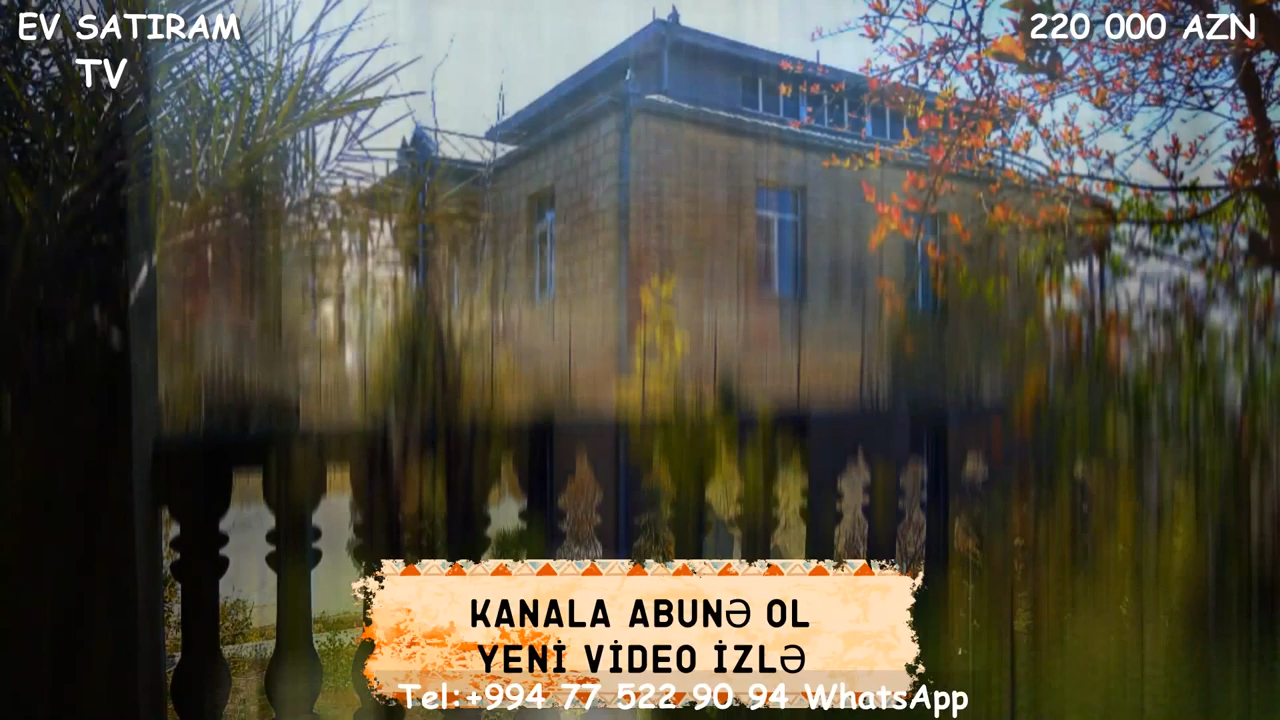 EV SATIRAM
TV
220 000 AZN
KANALA ABUNƏ OL
YENİ VİDEO İZLƏ
Tel:+994 77 522 90 94 WhatsApp